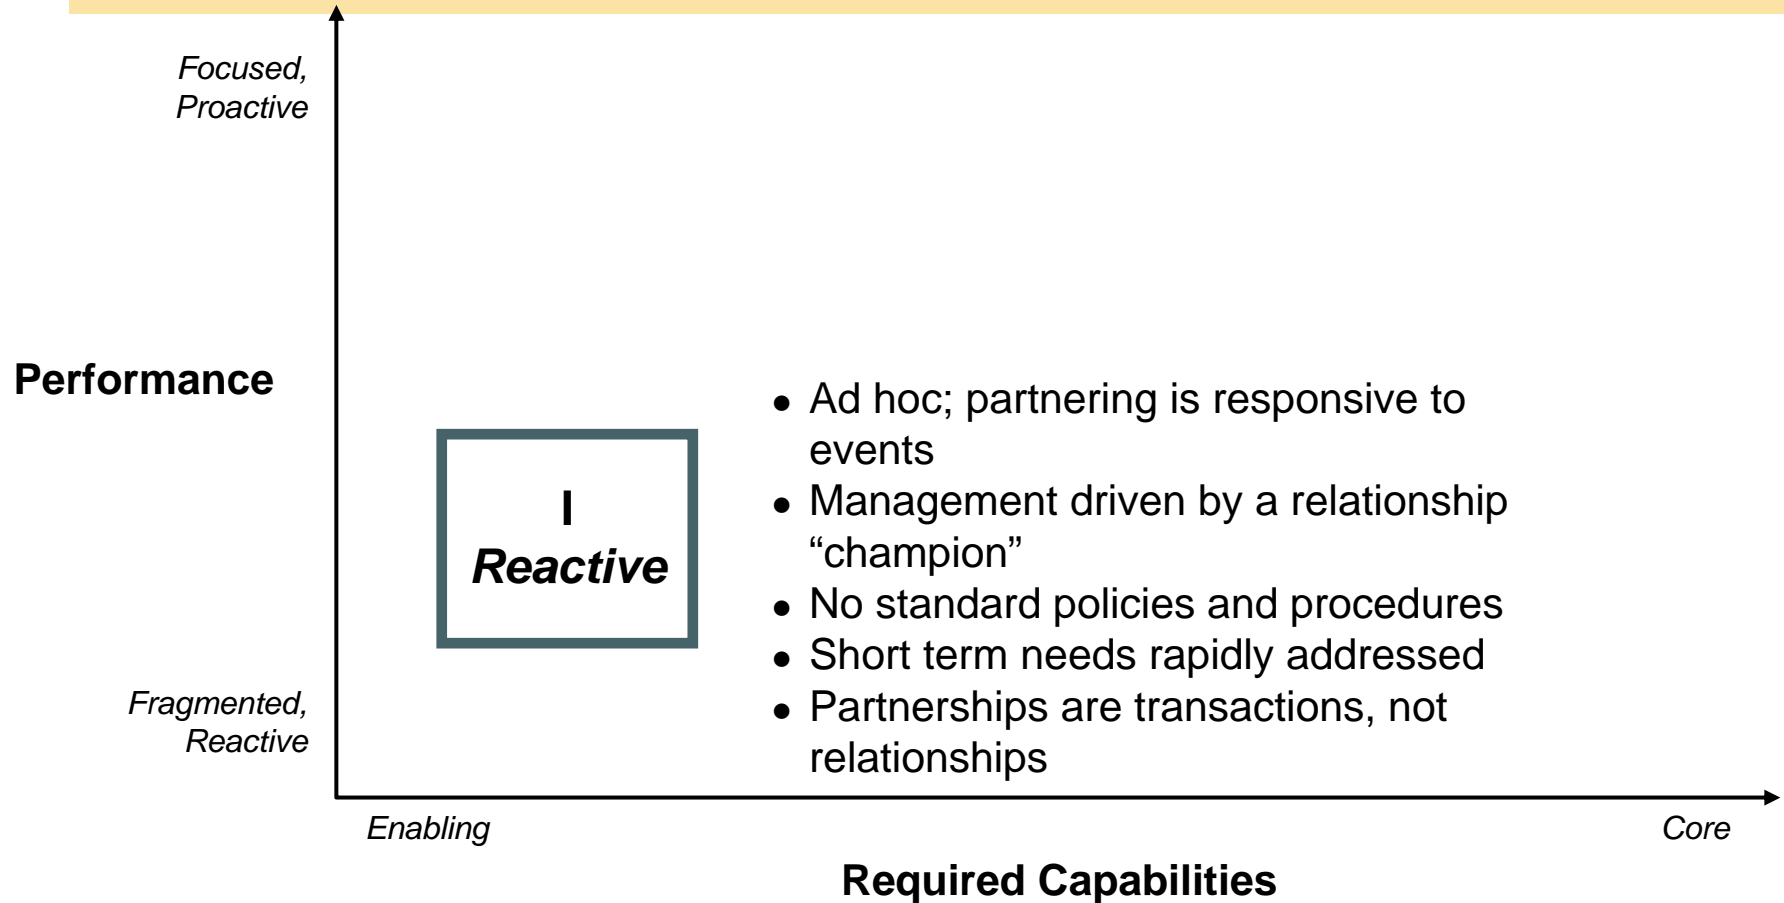 Focused,
Proactive
Performance
I
Reactive
● Ad hoc; partnering is responsive to
events
● Management driven by a relationship
“champion”
● No standard policies and procedures
● Short term needs rapidly addressed
● Partnerships are transactions, not
relationships
Fragmented,
Reactive
Enabling
Core
Required Capabilities